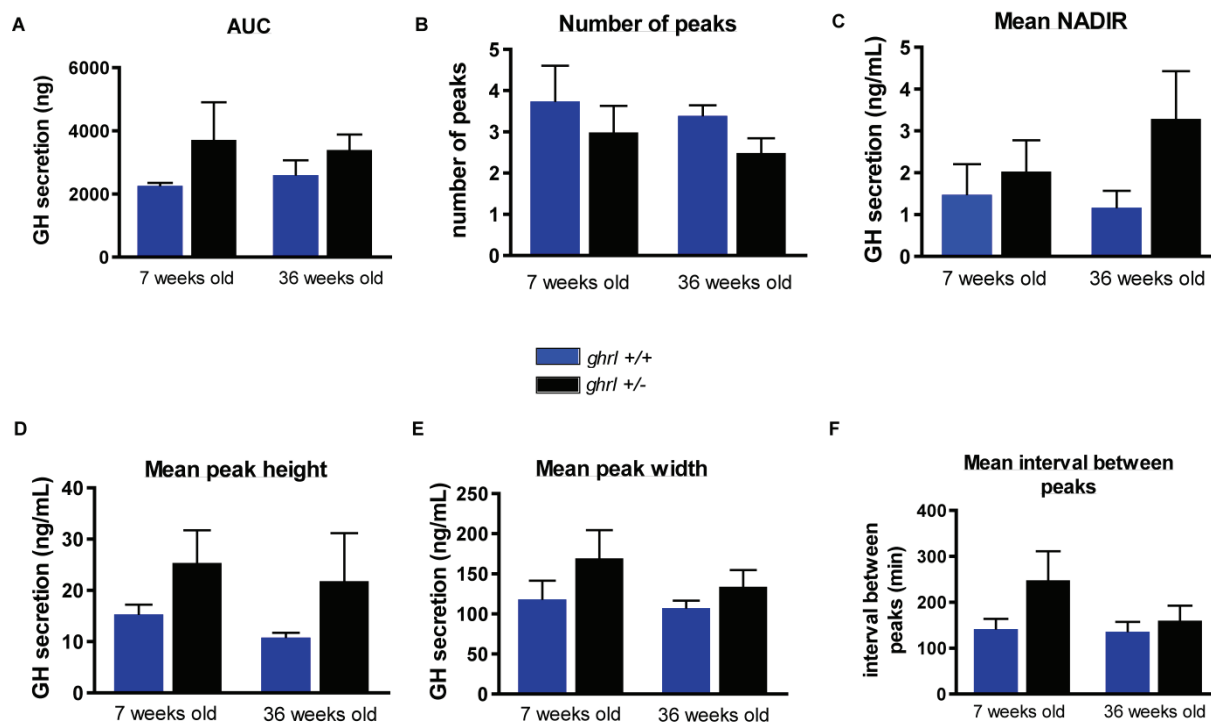 A
AUC
GH secretion (ng)
6000
4000
2000
0
7 weeks old
36 weeks old
B
Number of peaks
number of peaks
5
4
3
2
1
0
7 weeks old
36 weeks old
C
Mean NADIR
GH secretion (ng/mL)
5
4
3
2
1
0
7 weeks old
36 weeks old
ghrl +/+
ghrl +/-
D
Mean peak height
GH secretion (ng/mL)
40
30
20
10
0
7 weeks old
36 weeks old
E
Mean peak width
GH secretion (ng/mL)
250
200
150
100
50
0
7 weeks old
36 weeks old
F
Mean interval between
peaks
interval between
peaks (min)
400
300
200
100
0
7 weeks old
36 weeks old